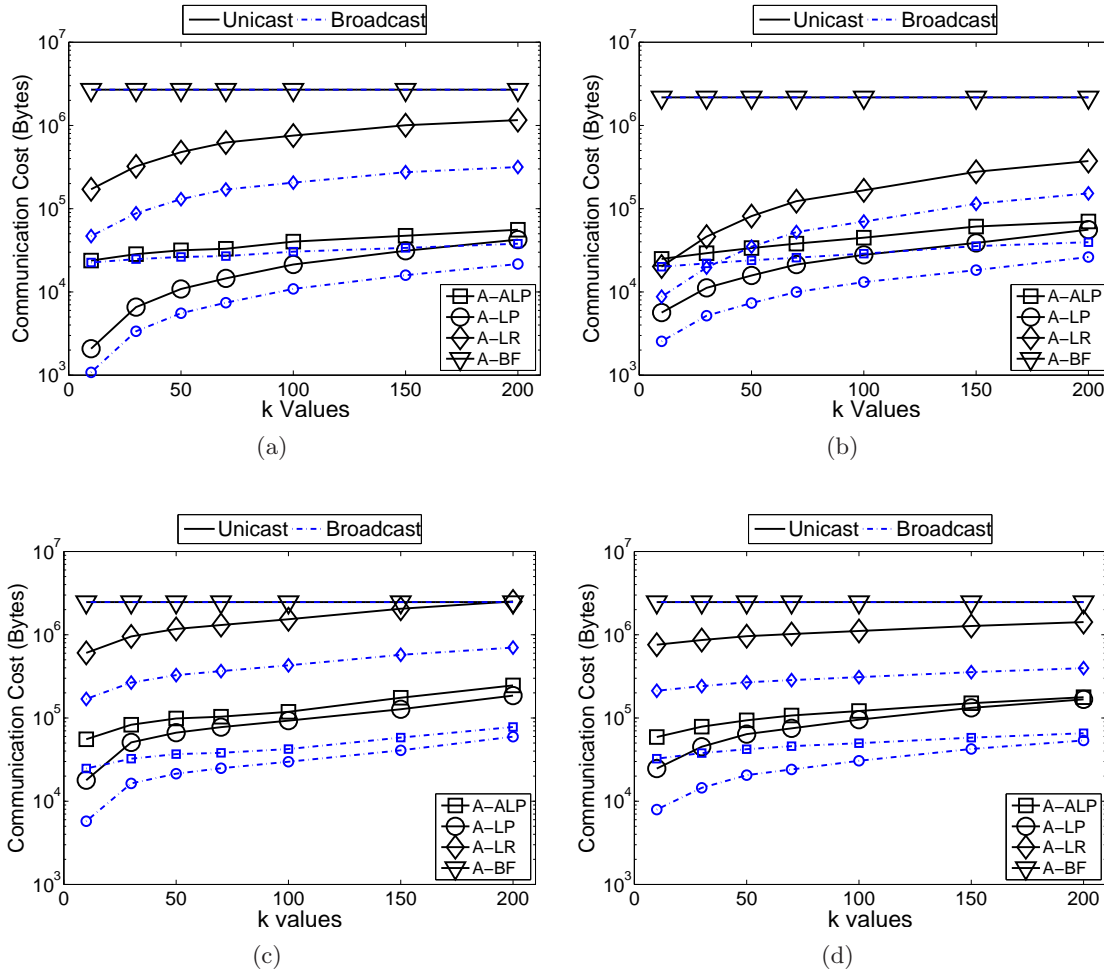 Unicast Broadcast
Communication Cost (Bytes)
10^7
10^6
10^5
10^4
10^3
0 50 100 150 200
k Values
A−ALP
A−LP
A−LR
A−BF
(a)
Unicast Broadcast
Communication Cost (Bytes)
10^7
10^6
10^5
10^4
10^3
0 50 100 150 200
k Values
A−ALP
A−LP
A−LR
A−BF
(b)
Unicast Broadcast
Communication Cost (Bytes)
10^7
10^6
10^5
10^4
10^3
0 50 100 150 200
k values
A−ALP
A−LP
A−LR
A−BF
(c)
Unicast Broadcast
Communication Cost (Bytes)
10^7
10^6
10^5
10^4
10^3
0 50 100 150 200
k values
A−ALP
A−LP
A−LR
A−BF
(d)